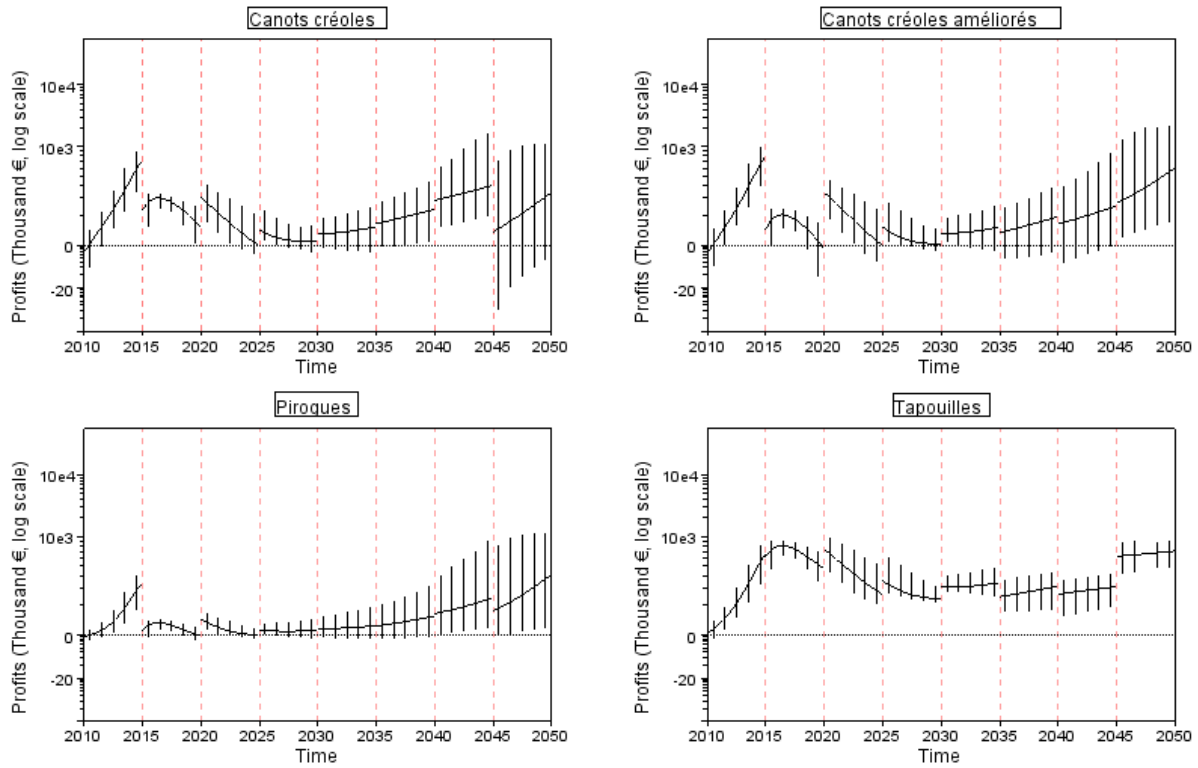 Canots créoles
Profits (Thousand €, log scale)
10e4
10e3
0
-20
2010 2015 2020 2025 2030 2035 2040 2045 2050
Time
Canots créoles améliorés
Profits (Thousand €, log scale)
10e4
10e3
0
-20
2010 2015 2020 2025 2030 2035 2040 2045 2050
Time
Pirogues
Profits (Thousand €, log scale)
10e4
10e3
0
-20
2010 2015 2020 2025 2030 2035 2040 2045 2050
Time
Tapouilles
Profits (Thousand €, log scale)
10e4
10e3
0
-20
2010 2015 2020 2025 2030 2035 2040 2045 2050
Time